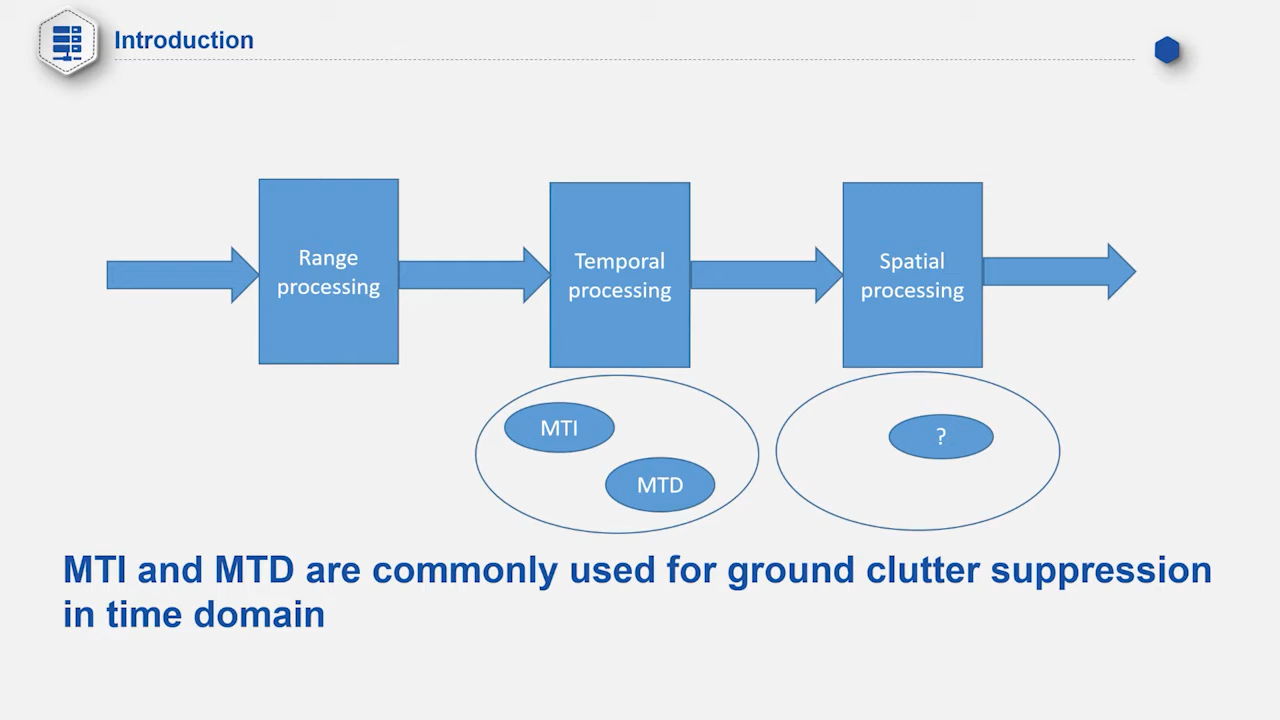 Introduction
Range
processing
Temporal
processing
Spatial
processing
MTI
MTD
?
MTI and MTD are commonly used for ground clutter suppression
in time domain